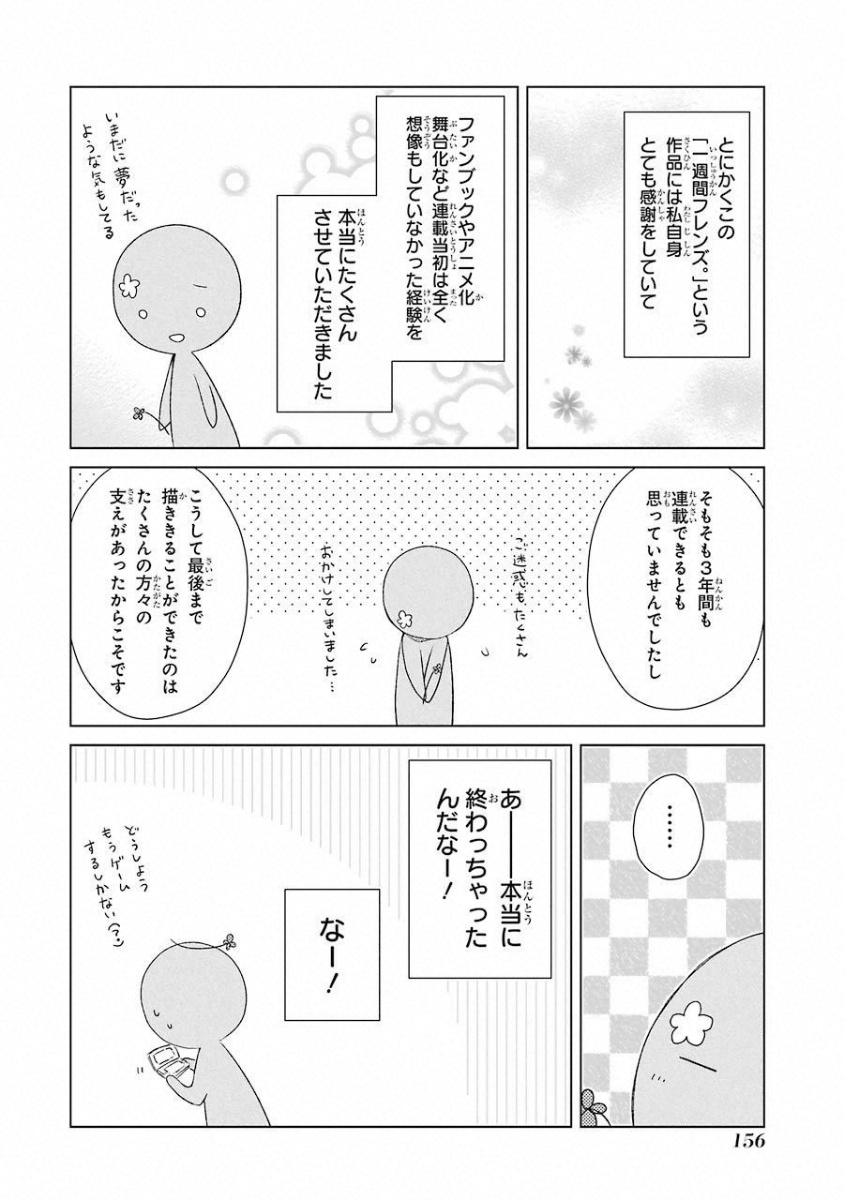 とにかくこの
「一週間フレンズ。」という
作品には私自身
とても感謝をしていて
ファンブックやアニメ化
舞台化など連載当初は全く
想像もしていなかった経験を
本当にたくさん
させていただきました
いまだに夢だった
ような気もしてる
そもそも3年間も
連載できるとも
思っていませんでしたし
ご迷惑もたくさん
おかけしてしまいました…
こうして最後まで
描ききることができたのは
たくさんの方々の
支えがあったからこそです
……
あ――本当に
終わっちゃった
んだなー!
なー!
どうしよう
もうゲーム
するしかない(?)
156